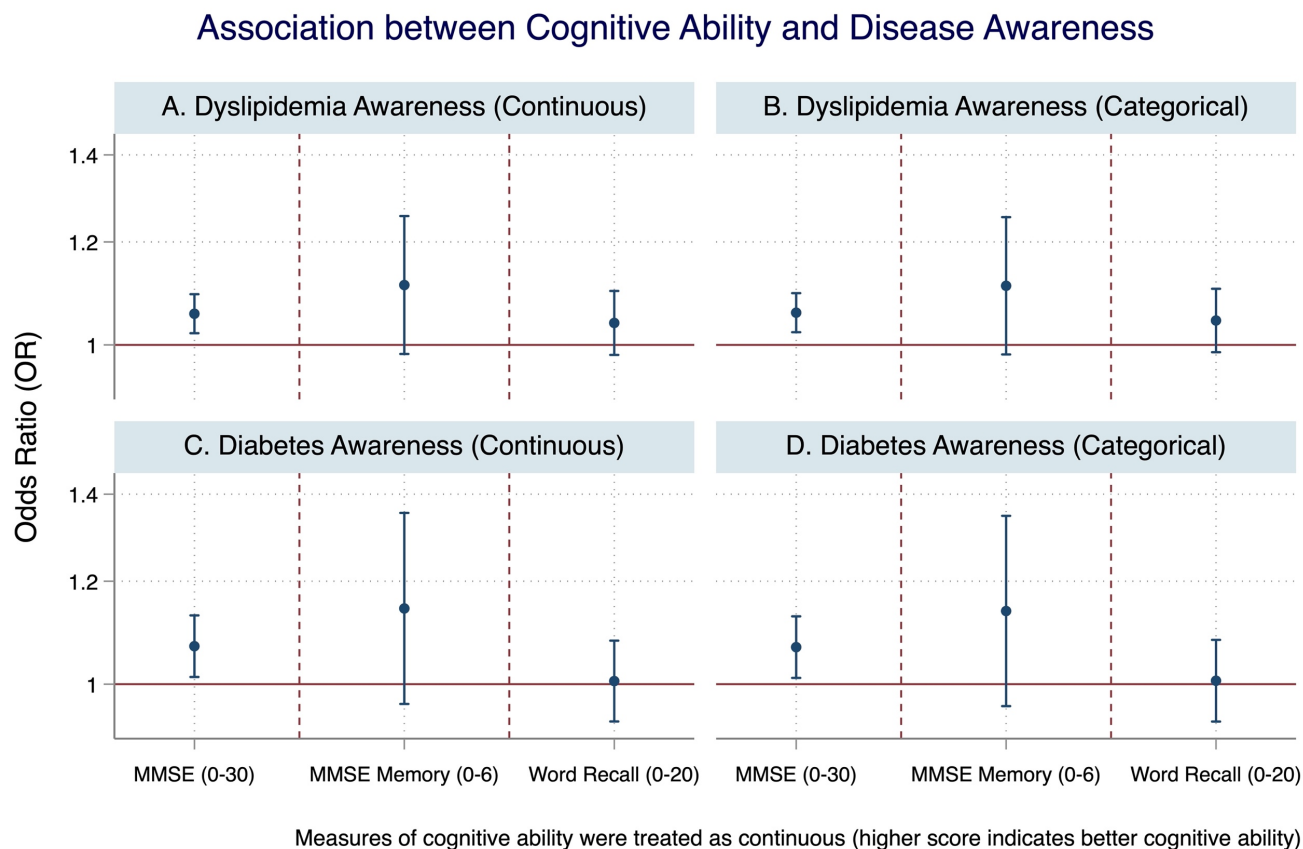 Association between Cognitive Ability and Disease Awareness
A. Dyslipidemia Awareness (Continuous)
B. Dyslipidemia Awareness (Categorical)
1.4
1.2
1
Odds Ratio (OR)
C. Diabetes Awareness (Continuous)
D. Diabetes Awareness (Categorical)
1.4
1.2
1
MMSE (0-30)
MMSE Memory (0-6)
Word Recall (0-20)
MMSE (0-30)
MMSE Memory (0-6)
Word Recall (0-20)
Measures of cognitive ability were treated as continuous (higher score indicates better cognitive ability)